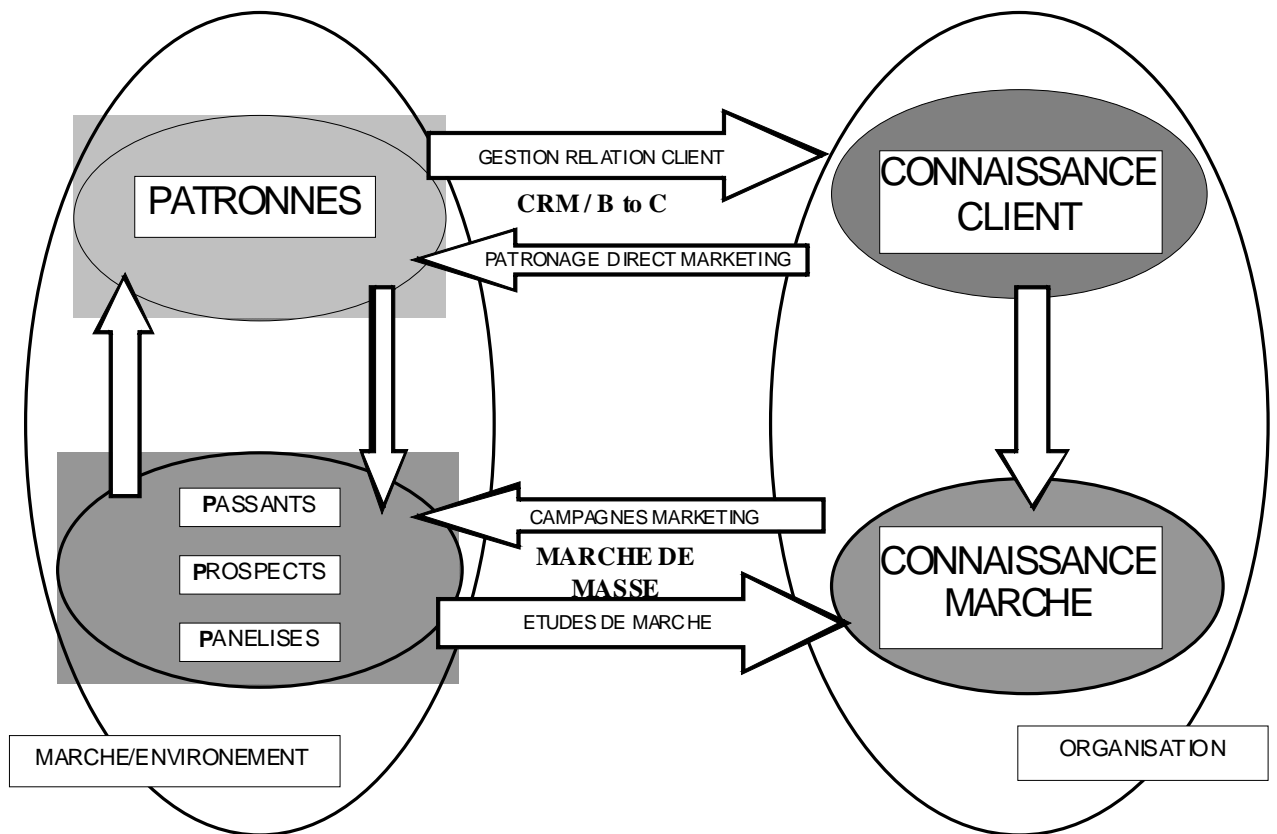 PATRONNES
GESTION RELATION CLIENT
CRM / B to C
PATRONAGE DIRECT MARKETING
CONNAISSANCE
CLIENT
PASSANTS
PROSPECTS
PANELISES
CAMPAGNES MARKETING
MARCHE DE
MASSE
ETUDES DE MARCHE
CONNAISSANCE
MARCHE
MARCHE/ENVIRONEMENT
ORGANISATION